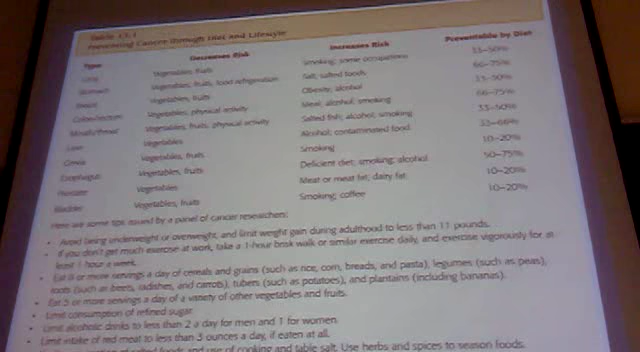 Table 15.1
Preventing Cancer through Diet and Lifestyle
Type Decreases Risk Increases Risk Preventable by Diet
Lung Vegetables, fruits Smoking; some occupations 33–50%
Stomach Vegetables, fruits, food refrigeration Salt; salted foods 66–75%
Breast Vegetables, fruits Obesity; alcohol 33–50%
Colon/rectum Vegetables; physical activity Meat; alcohol; smoking 66–75%
Mouth/throat Vegetables, fruits; physical activity Salted fish; alcohol; smoking 33–50%
Liver Vegetables Alcohol; contaminated food 33–66%
Cervix Vegetables, fruits Smoking 10–20%
Esophagus Vegetables, fruits Deficient diet; smoking; alcohol 50–75%
Prostate Vegetables Meat or meat fat; dairy fat 10–20%
Bladder Vegetables, fruits Smoking; coffee 10–20%
Here are some tips issued by a panel of cancer researchers:
• Avoid being underweight or overweight, and limit weight gain during adulthood to less than 11 pounds.
• If you don't get much exercise at work, take a 1-hour brisk walk or similar exercise daily, and exercise vigorously for at
least 1 hour a week.
• Eat 8 or more servings a day of cereals and grains (such as rice, corn, breads, and pasta), legumes (such as peas),
roots (such as beets, radishes, and carrots), tubers (such as potatoes), and plantains (including bananas).
• Eat 5 or more servings a day of a variety of other vegetables and fruits.
• Limit consumption of refined sugar.
• Limit alcoholic drinks to less than 2 a day for men and 1 for women.
• Limit intake of red meat to less than 3 ounces a day, if eaten at all.
of salted foods and use of cooking and table salt. Use herbs and spices to season foods.